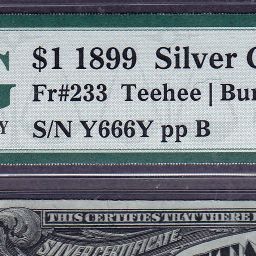 $1 1899 Silver C
G
Fr#233 Teehee | Bur
Y S/N Y666Y pp B
THIS CERTIFIES THAT THERE
SILVER CERTIFICATE.